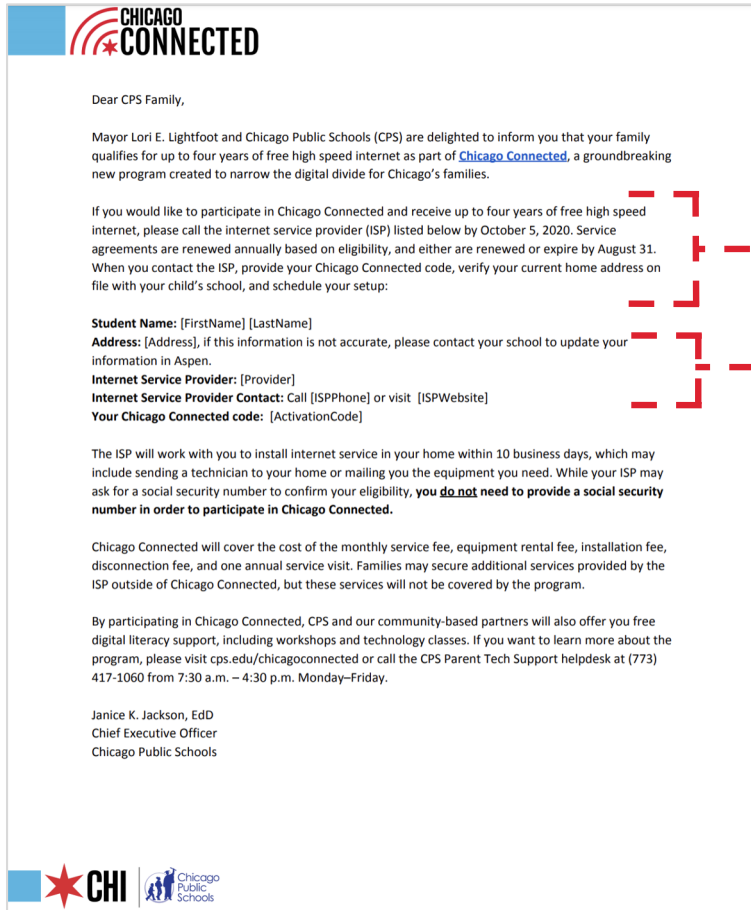 CHICAGO
CONNECTED
Dear CPS Family,
Mayor Lori E. Lightfoot and Chicago Public Schools (CPS) are delighted to inform you that your family
qualifies for up to four years of free high speed internet as part of Chicago Connected, a groundbreaking
new program created to narrow the digital divide for Chicago’s families.
If you would like to participate in Chicago Connected and receive up to four years of free high speed
internet, please call the internet service provider (ISP) listed below by October 5, 2020. Service
agreements are renewed annually based on eligibility, and either are renewed or expire by August 31.
When you contact the ISP, provide your Chicago Connected code, verify your current home address on
file with your child’s school, and schedule your setup:
Student Name: [FirstName] [LastName]
Address: [Address], if this information is not accurate, please contact your school to update your
information in Aspen.
Internet Service Provider: [Provider]
Internet Service Provider Contact: Call [ISPPhone] or visit [ISPWebsite]
Your Chicago Connected code: [ActivationCode]
The ISP will work with you to install internet service in your home within 10 business days, which may
include sending a technician to your home or mailing you the equipment you need. While your ISP may
ask for a social security number to confirm your eligibility, you do not need to provide a social security
number in order to participate in Chicago Connected.
Chicago Connected will cover the cost of the monthly service fee, equipment rental fee, installation fee,
disconnection fee, and one annual service visit. Families may secure additional services provided by the
ISP outside of Chicago Connected, but these services will not be covered by the program.
By participating in Chicago Connected, CPS and our community-based partners will also offer you free
digital literacy support, including workshops and technology classes. If you want to learn more about the
program, please visit cps.edu/chicagoconnected or call the CPS Parent Tech Support helpdesk at (773)
417-1060 from 7:30 a.m. – 4:30 p.m. Monday–Friday.
Janice K. Jackson, EdD
Chief Executive Officer
Chicago Public Schools
CHI
Chicago
Public
Schools